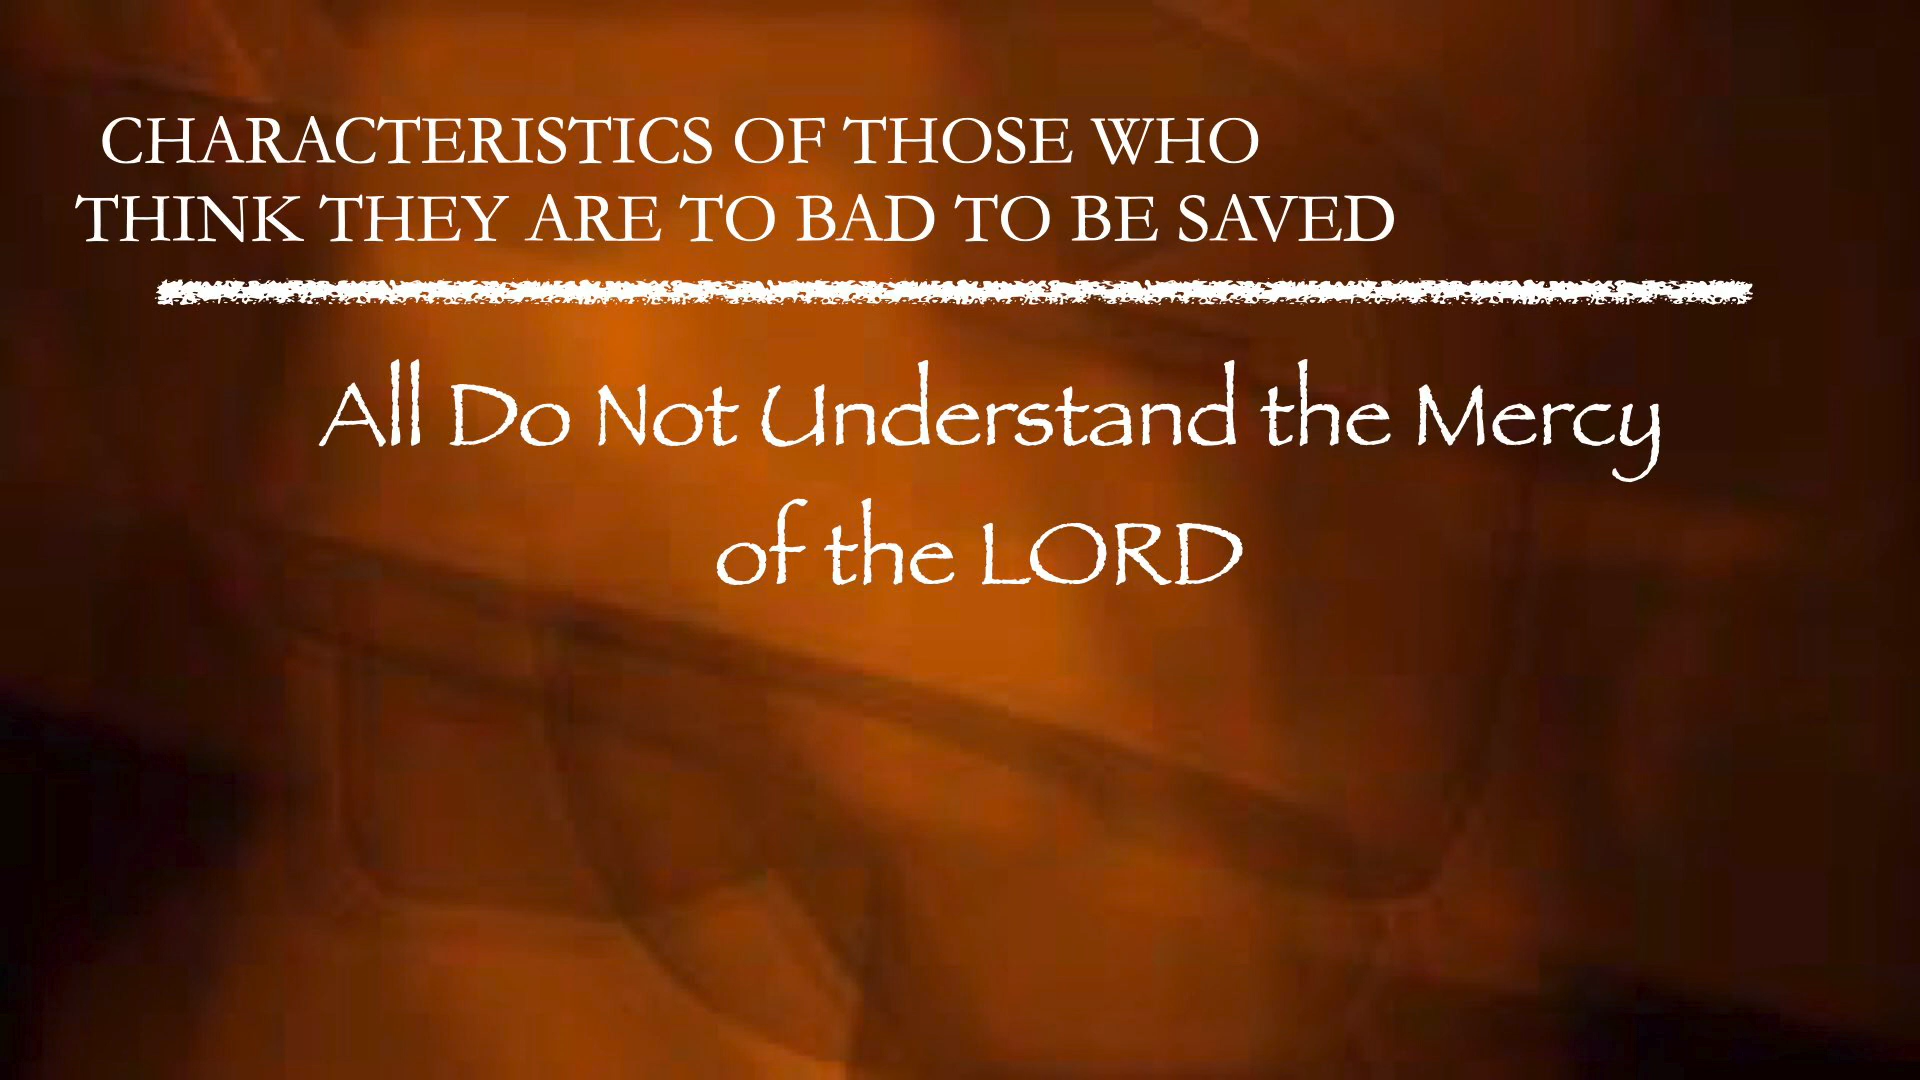 CHARACTERISTICS OF THOSE WHO
THINK THEY ARE TO BAD TO BE SAVED
All Do Not Understand the Mercy
of the LORD